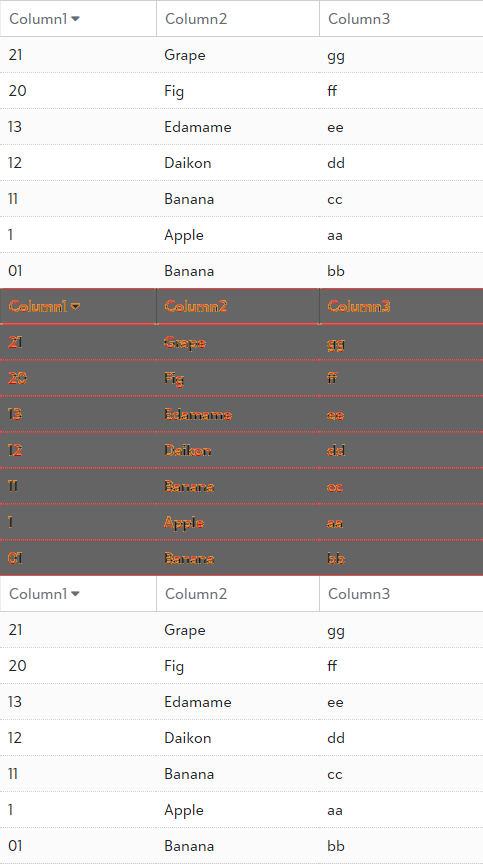 Column1 Column2 Column3
21 Grape gg
20 Fig ff
13 Edamame ee
12 Daikon dd
11 Banana cc
1 Apple aa
01 Banana bb
Column1 Column2 Column3
21 Grape gg
20 Fig ff
13 Edamame ee
12 Daikon dd
11 Banana cc
1 Apple aa
01 Banana bb
Column1 Column2 Column3
21 Grape gg
20 Fig ff
13 Edamame ee
12 Daikon dd
11 Banana cc
1 Apple aa
01 Banana bb